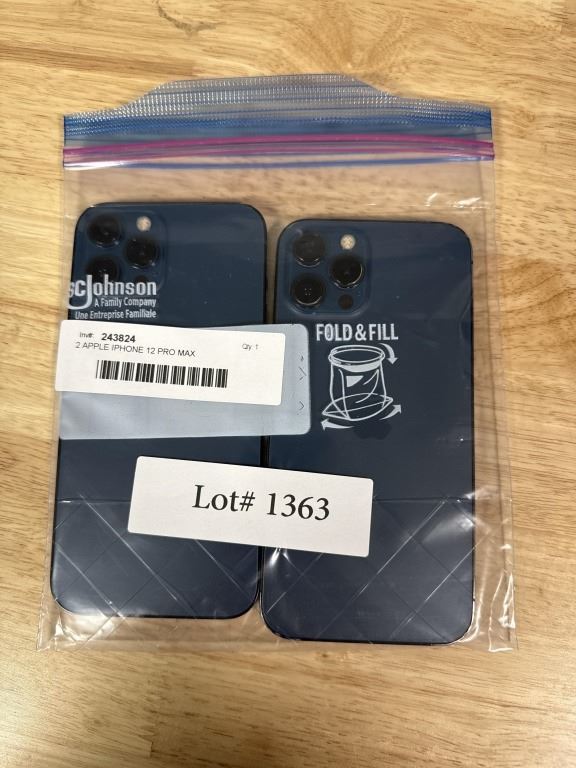 scJohnson
A Family Company
Une Entreprise Familiale
FOLD & FILL
Inv#: 243824 Qty: 1
2 APPLE IPHONE 12 PRO MAX
Lot# 1363